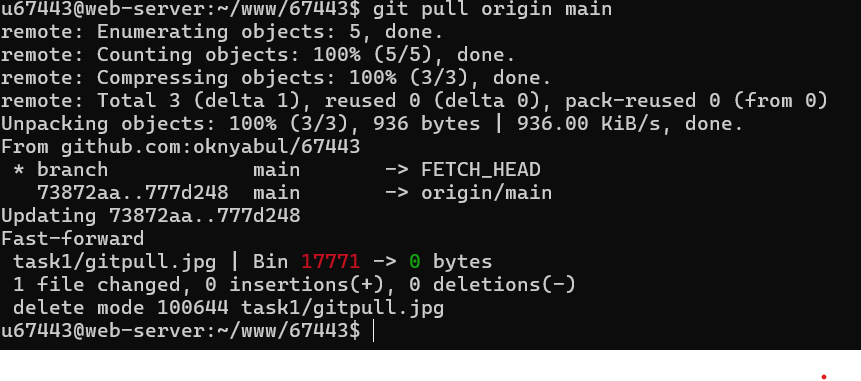 u67443@web-server:~/www/67443$ git pull origin main
remote: Enumerating objects: 5, done.
remote: Counting objects: 100% (5/5), done.
remote: Compressing objects: 100% (3/3), done.
remote: Total 3 (delta 1), reused 0 (delta 0), pack-reused 0 (from 0)
Unpacking objects: 100% (3/3), 936 bytes | 936.00 KiB/s, done.
From github.com:oknyabul/67443
 * branch            main       -> FETCH_HEAD
   73872aa..777d248  main       -> origin/main
Updating 73872aa..777d248
Fast-forward
 task1/gitpull.jpg | Bin 17771 -> 0 bytes
 1 file changed, 0 insertions(+), 0 deletions(-)
 delete mode 100644 task1/gitpull.jpg
u67443@web-server:~/www/67443$